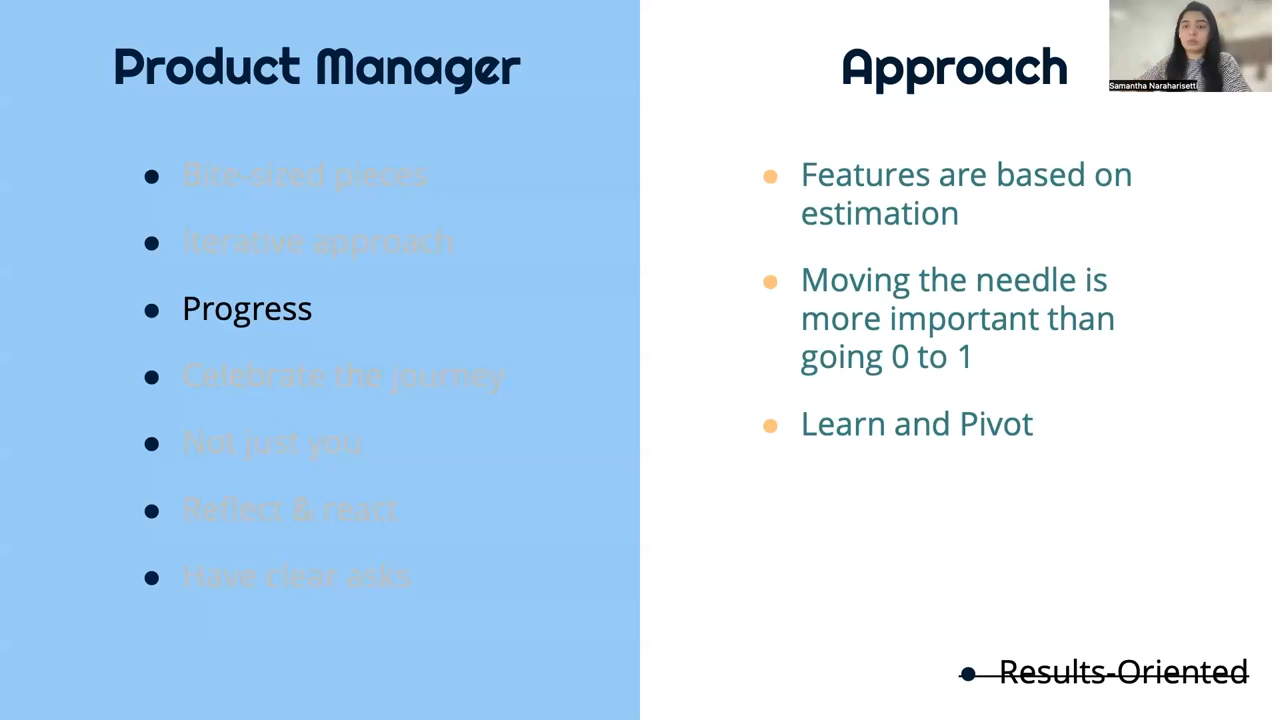 Product Manager
Bite-sized pieces
Iterative approach
Progress
Celebrate the journey
Not just you
Reflect & react
Have clear asks
Approach
Samantha Naraharisetti
Features are based on
estimation
Moving the needle is
more important than
going 0 to 1
Learn and Pivot
Results-Oriented